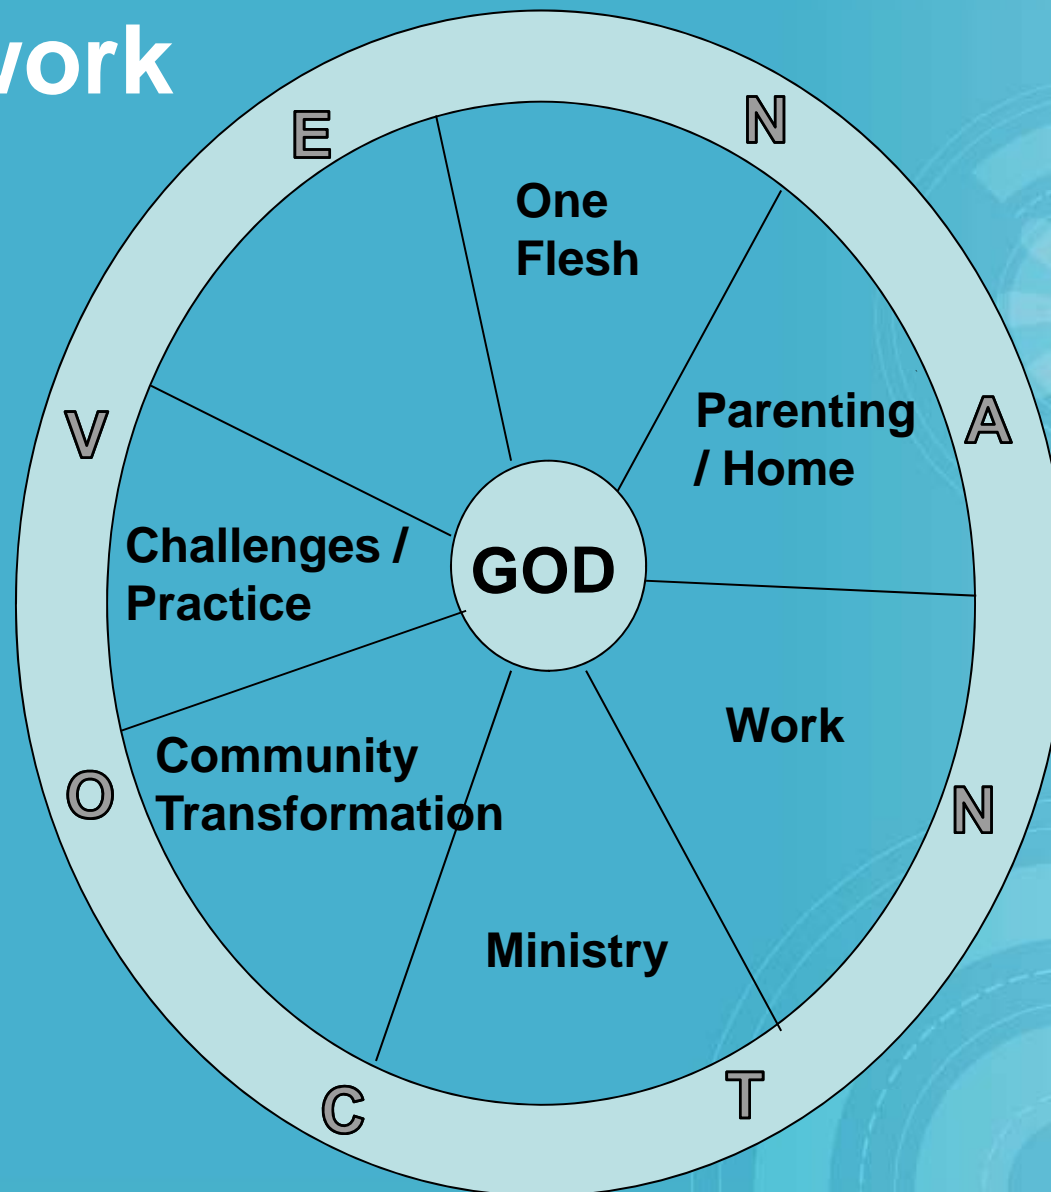 work
C O V E N A N T
One
Flesh
Parenting
/ Home
GOD
Challenges /
Practice
Work
Community
Transformation
Ministry